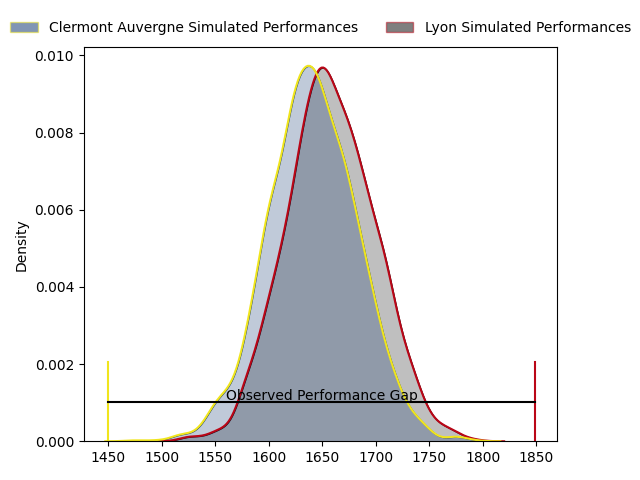 Clermont Auvergne Simulated Performances Lyon Simulated Performances
0.010
0.008
0.006
0.004
0.002
0.000
Density
Observed Performance Gap
1450 1500 1550 1600 1650 1700 1750 1800 1850